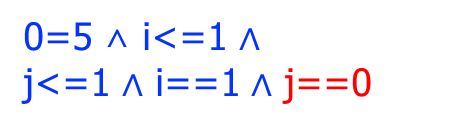 0=5 ∧ i<=1 ∧
j<=1 ∧ i==1 ∧ j==0